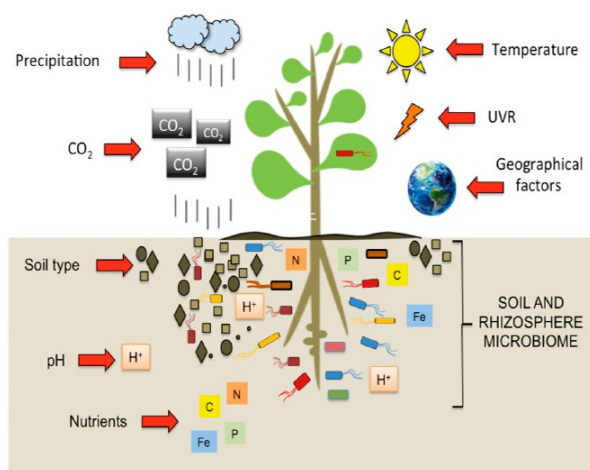 Precipitation
Temperature
CO₂
CO₂
CO₂
CO₂
UVR
Geographical
factors
Soil type
N
P
C
H⁺
Fe
SOIL AND
RHIZOSPHERE
MICROBIOME
pH
H⁺
H⁺
Nutrients
C
N
Fe
P